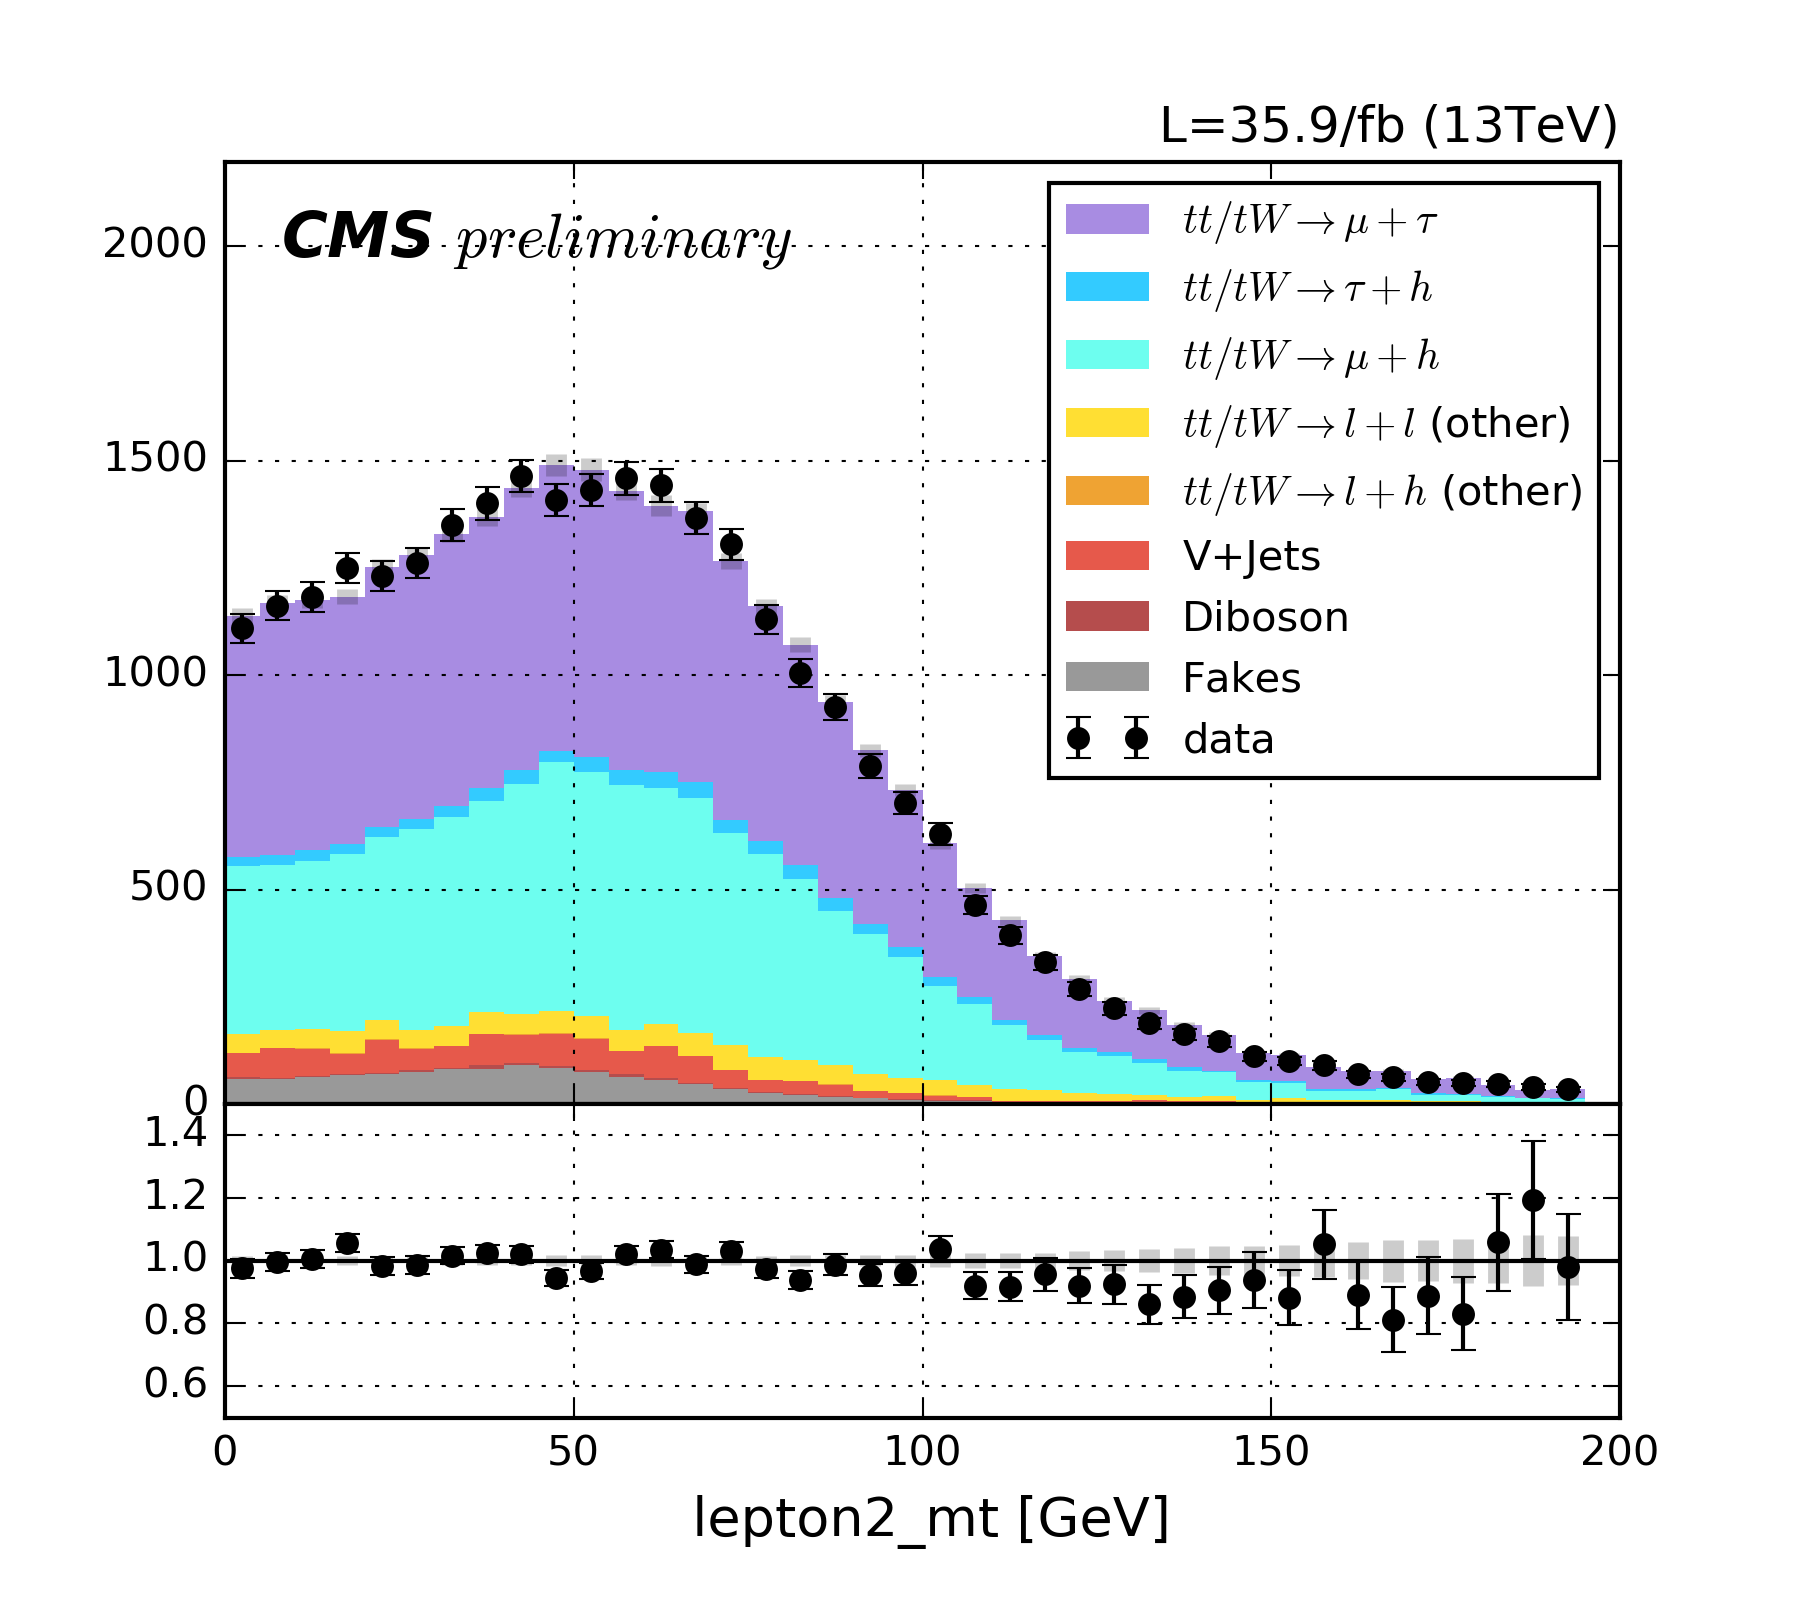 L=35.9/fb (13TeV)
CMS preliminary
2000
1500
1000
500
0
tt/tW → μ + τ
tt/tW → τ + h
tt/tW → μ + h
tt/tW → l + l (other)
tt/tW → l + h (other)
V+Jets
Diboson
Fakes
data
1.4
1.2
1.0
0.8
0.6
0 50 100 150 200
lepton2_mt [GeV]